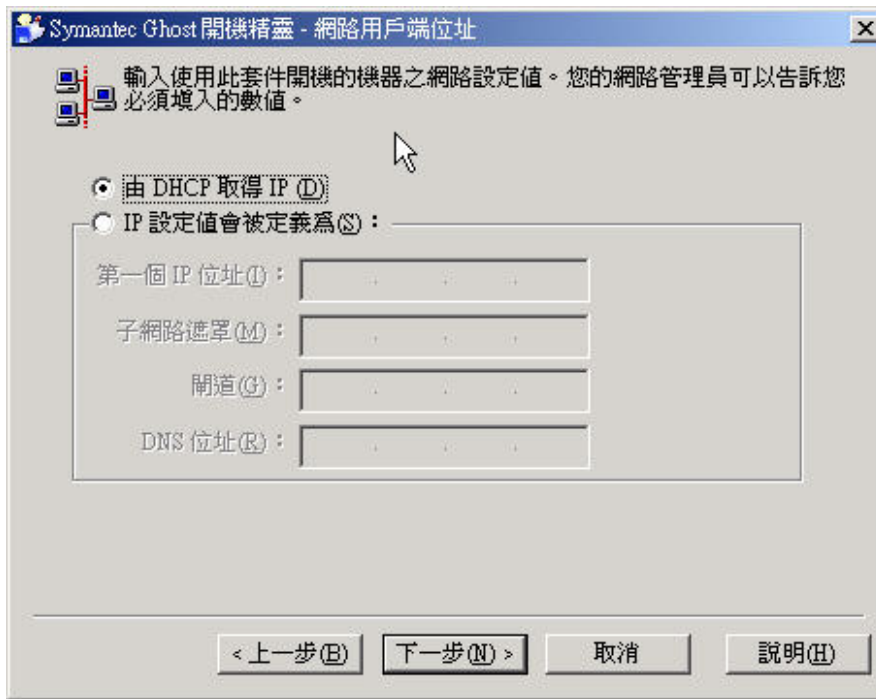 Symantec Ghost 開機精靈 - 網路用戶端位址
輸入使用此套件開機的機器之網路設定值。您的網路管理員可以告訴您
必須填入的數值。
由 DHCP 取得 IP (D)
IP 設定值會被定義為(S)：
第一個 IP 位址(I)：
子網路遮罩(M)：
閘道(G)：
DNS 位址(R)：
< 上一步(B)
下一步(N) >
取消
說明(H)